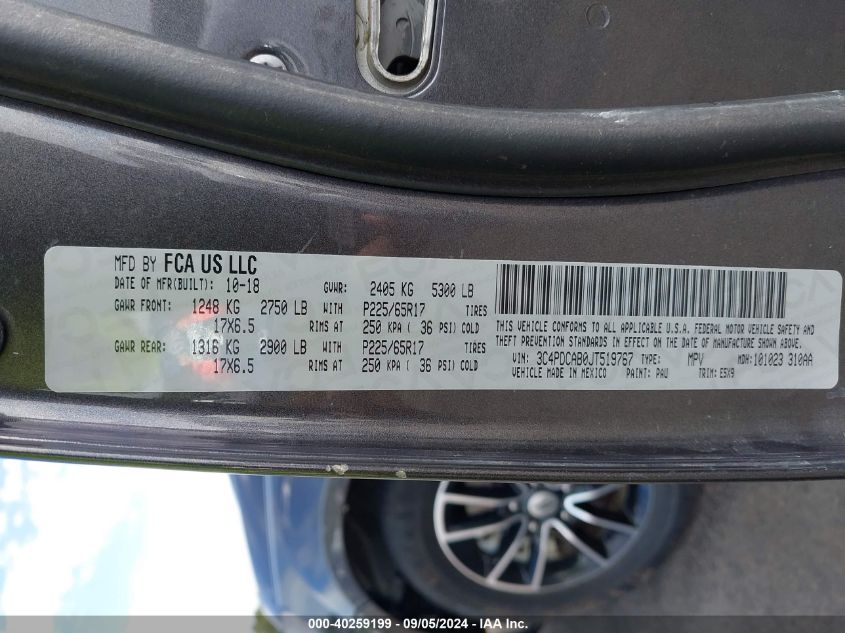 MFD BY FCA US LLC
DATE OF MFR(BUILT): 10-18 GVWR: 2405 KG 5300 LB
GAWR FRONT: 1248 KG 2750 LB WITH P225/65R17 TIRES
17X6.5 RIMS AT 250 KPA ( 36 PSI) COLD
GAWR REAR: 1316 KG 2900 LB WITH P225/65R17 TIRES
17X6.5 RIMS AT 250 KPA ( 36 PSI) COLD
THIS VEHICLE CONFORMS TO ALL APPLICABLE U.S.A. FEDERAL MOTOR VEHICLE SAFETY AND
THEFT PREVENTION STANDARDS IN EFFECT ON THE DATE OF MANUFACTURE SHOWN ABOVE.
VIN: 3C4PDCAB0JT519767 TYPE: MPV MDH: 101023 310AA
VEHICLE MADE IN MEXICO PAINT: PAU TRIM: E5X9
000-40259199 - 09/05/2024 - IAA Inc.